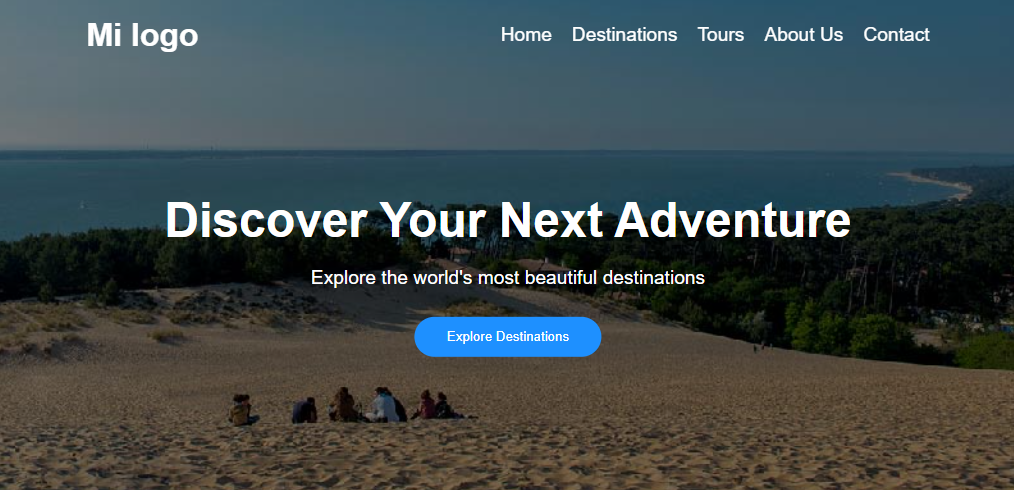 Mi logo
Home Destinations Tours About Us Contact
Discover Your Next Adventure
Explore the world's most beautiful destinations
Explore Destinations